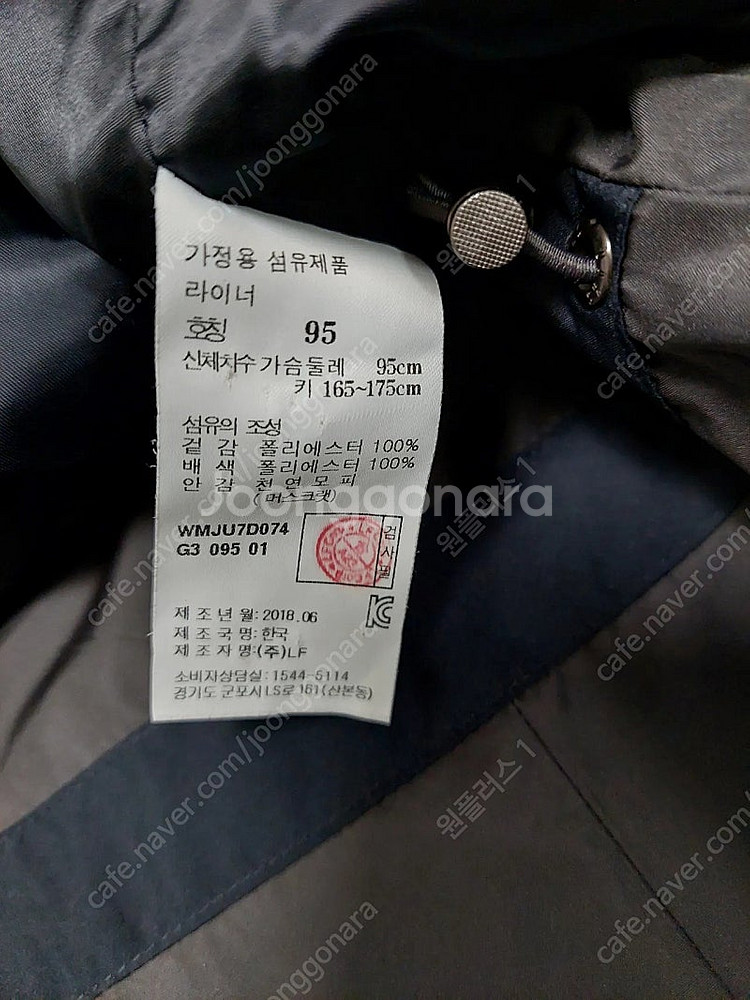 가정용 섬유제품
라이너
호칭 95
신체치수 가슴둘레 95cm
키 165~175cm
섬유의 조성
겉 감 폴리에스터 100%
배 색 폴리에스터 100%
안 감 천 연 모 피
(머스크랫)
joonggonara
WMJU7D074
G3 095 01
검사필
제 조 년 월: 2018.06
제 조 국 명: 한국
제 조 자 명: (주)LF
소비자상담실: 1544-5114
경기도 군포시 LS로 161(산본동)
cafe.naver.com/joonggonara
원플러스 1